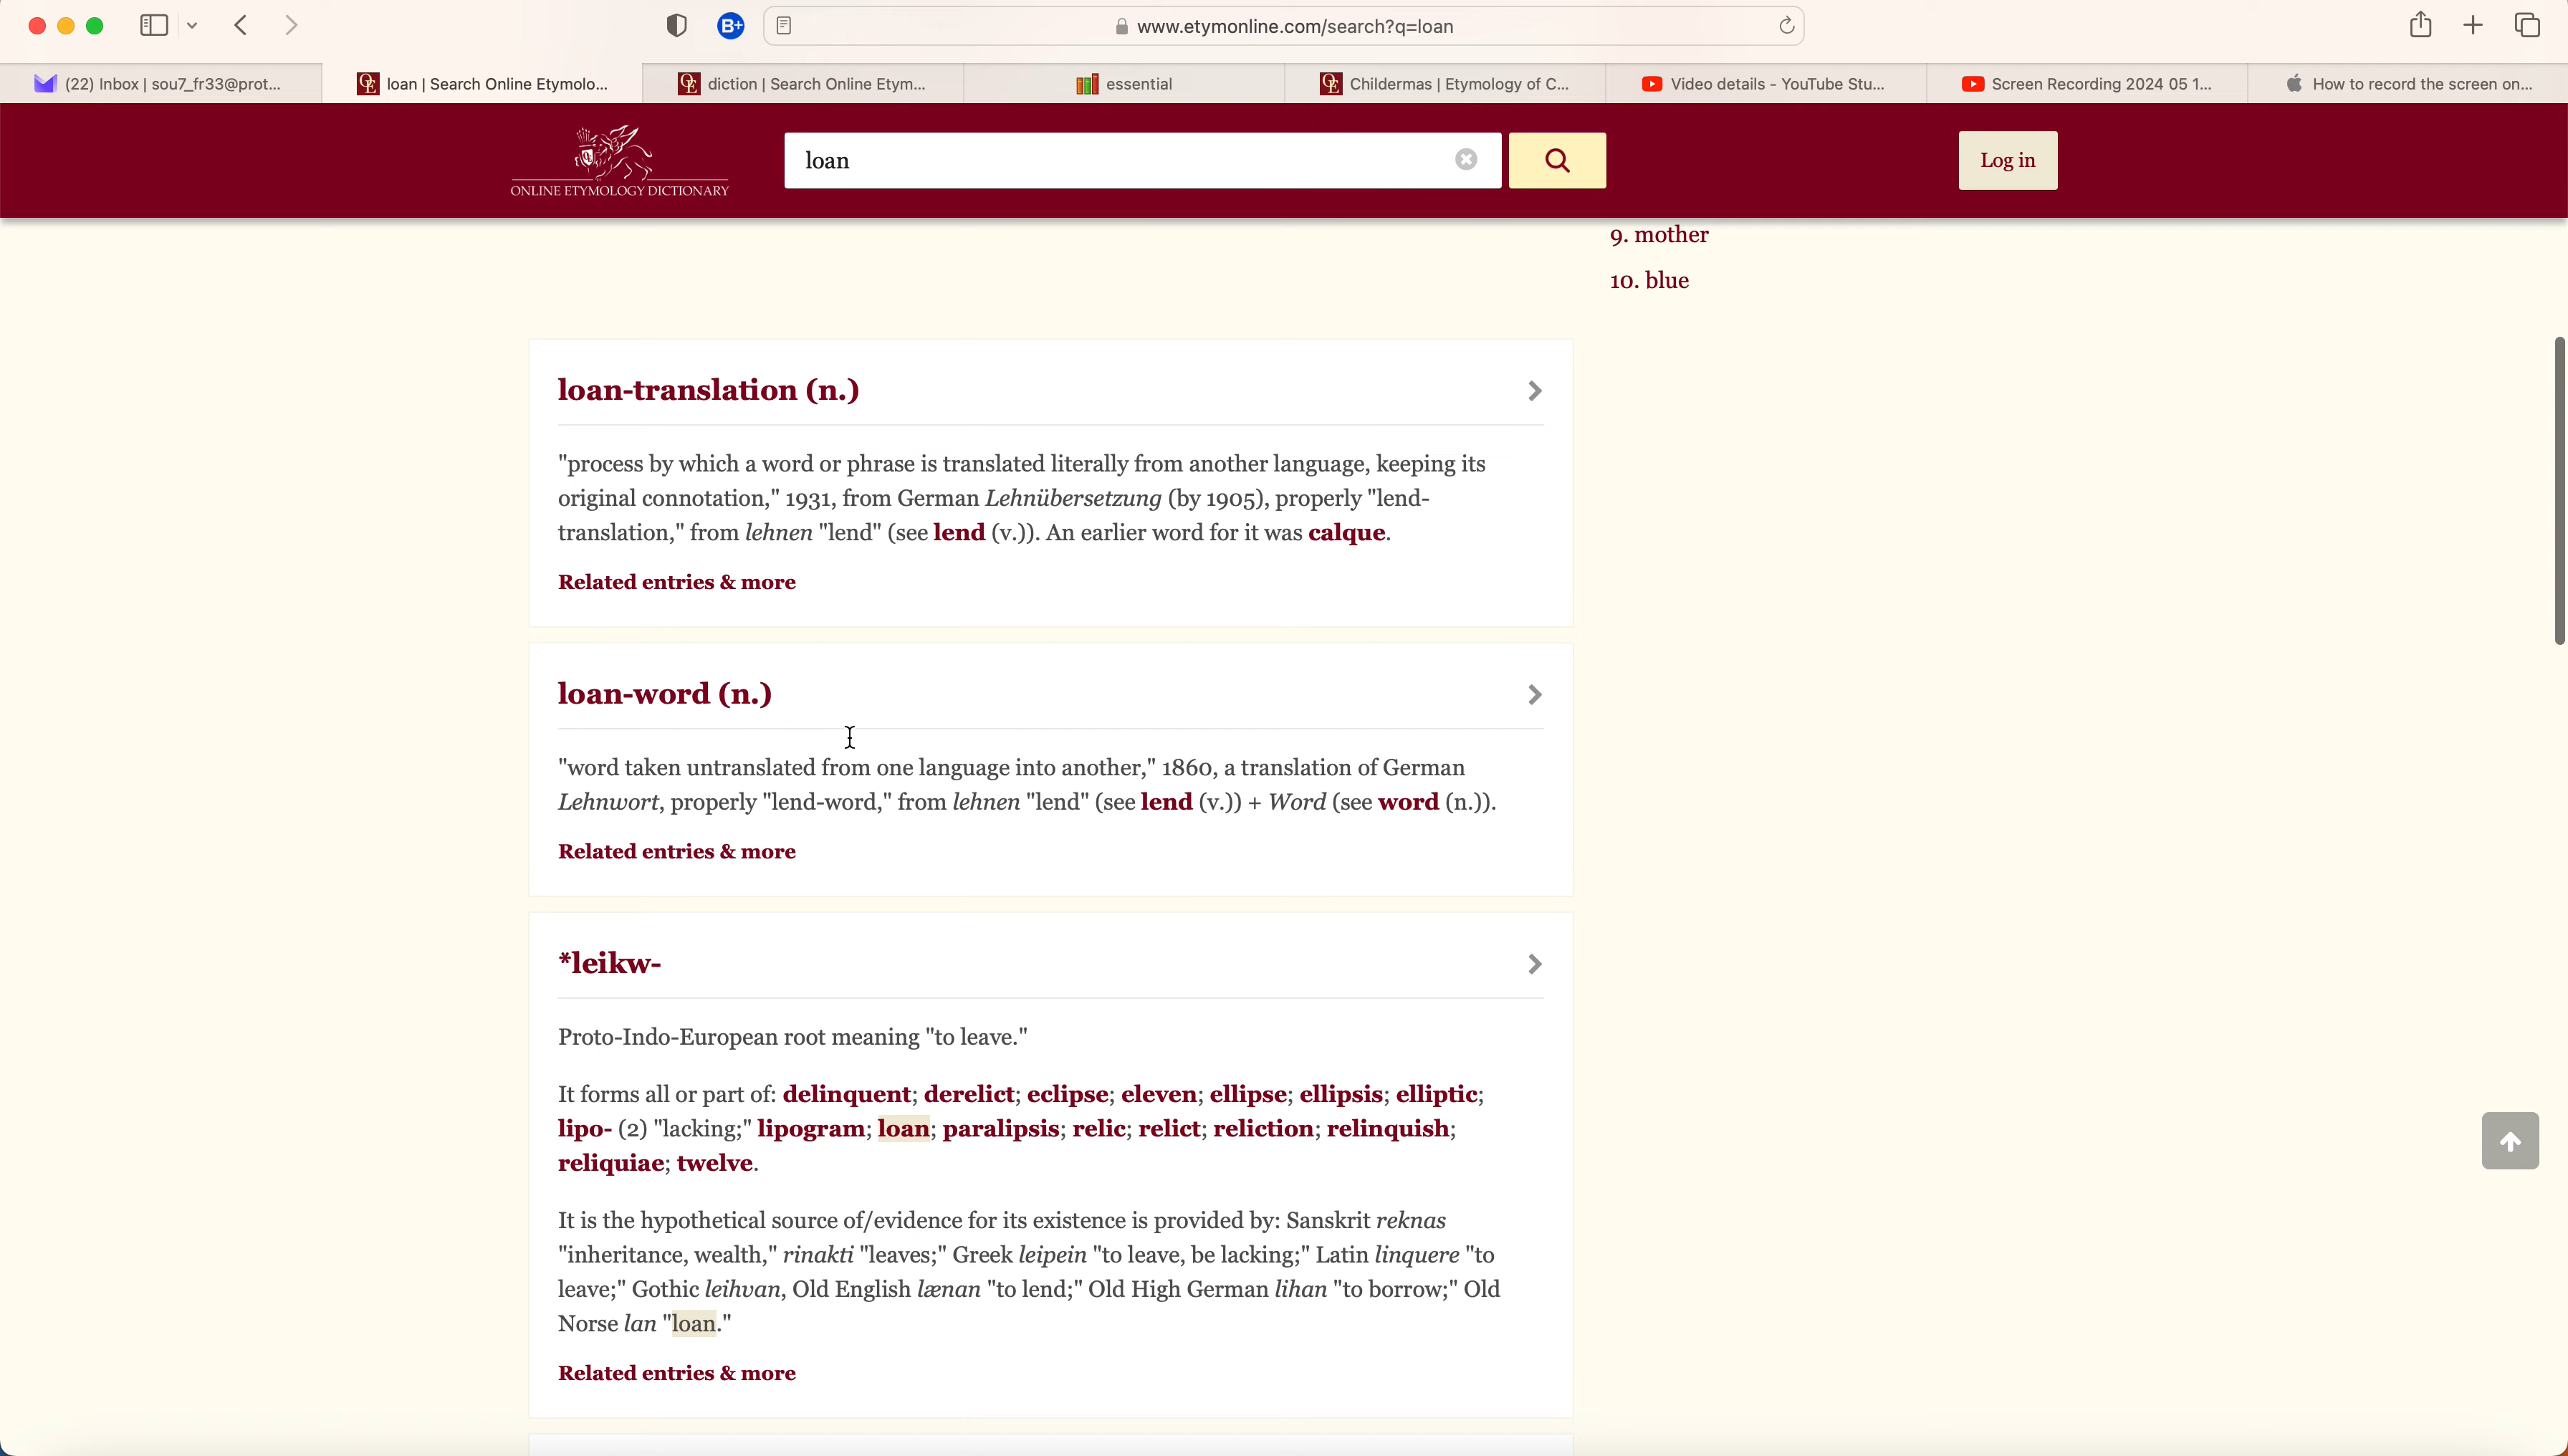 www.etymonline.com/search?q=loan
(22) Inbox | sou7_fr33@prot...
loan | Search Online Etymolo...
diction | Search Online Etym...
essential
Childermas | Etymology of C...
Video details - YouTube Stu...
Screen Recording 2024 05 1...
How to record the screen on...
ONLINE ETYMOLOGY DICTIONARY
loan
Log in
9. mother
10. blue
loan-translation (n.)
"process by which a word or phrase is translated literally from another language, keeping its
original connotation," 1931, from German Lehnübersetzung (by 1905), properly "lend-
translation," from lehnen "lend" (see lend (v.)). An earlier word for it was calque.
Related entries & more
loan-word (n.)
"word taken untranslated from one language into another," 1860, a translation of German
Lehnwort, properly "lend-word," from lehnen "lend" (see lend (v.)) + Word (see word (n.)).
Related entries & more
*leikw-
Proto-Indo-European root meaning "to leave."
It forms all or part of: delinquent; derelict; eclipse; eleven; ellipse; ellipsis; elliptic;
lipo- (2) "lacking;" lipogram; loan; paralipsis; relic; relict; reliction; relinquish;
reliquiae; twelve.
It is the hypothetical source of/evidence for its existence is provided by: Sanskrit reknas
"inheritance, wealth," rinakti "leaves;" Greek leipein "to leave, be lacking;" Latin linquere "to
leave;" Gothic leihvan, Old English lænan "to lend;" Old High German lihan "to borrow;" Old
Norse lan "loan."
Related entries & more